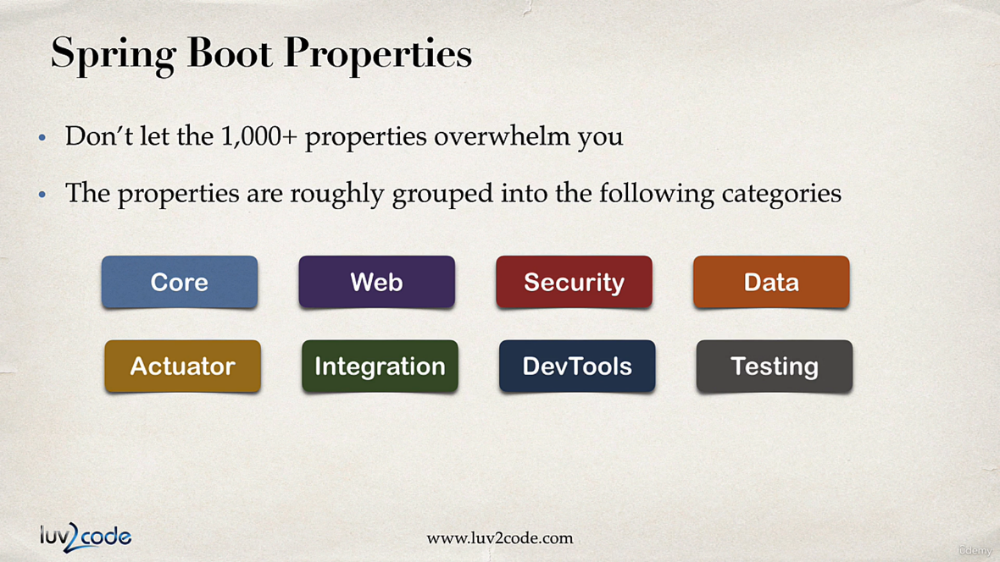 Spring Boot Properties
• Don’t let the 1,000+ properties overwhelm you
• The properties are roughly grouped into the following categories
Core Web Security Data
Actuator Integration DevTools Testing
luv2code www.luv2code.com
ûdemy